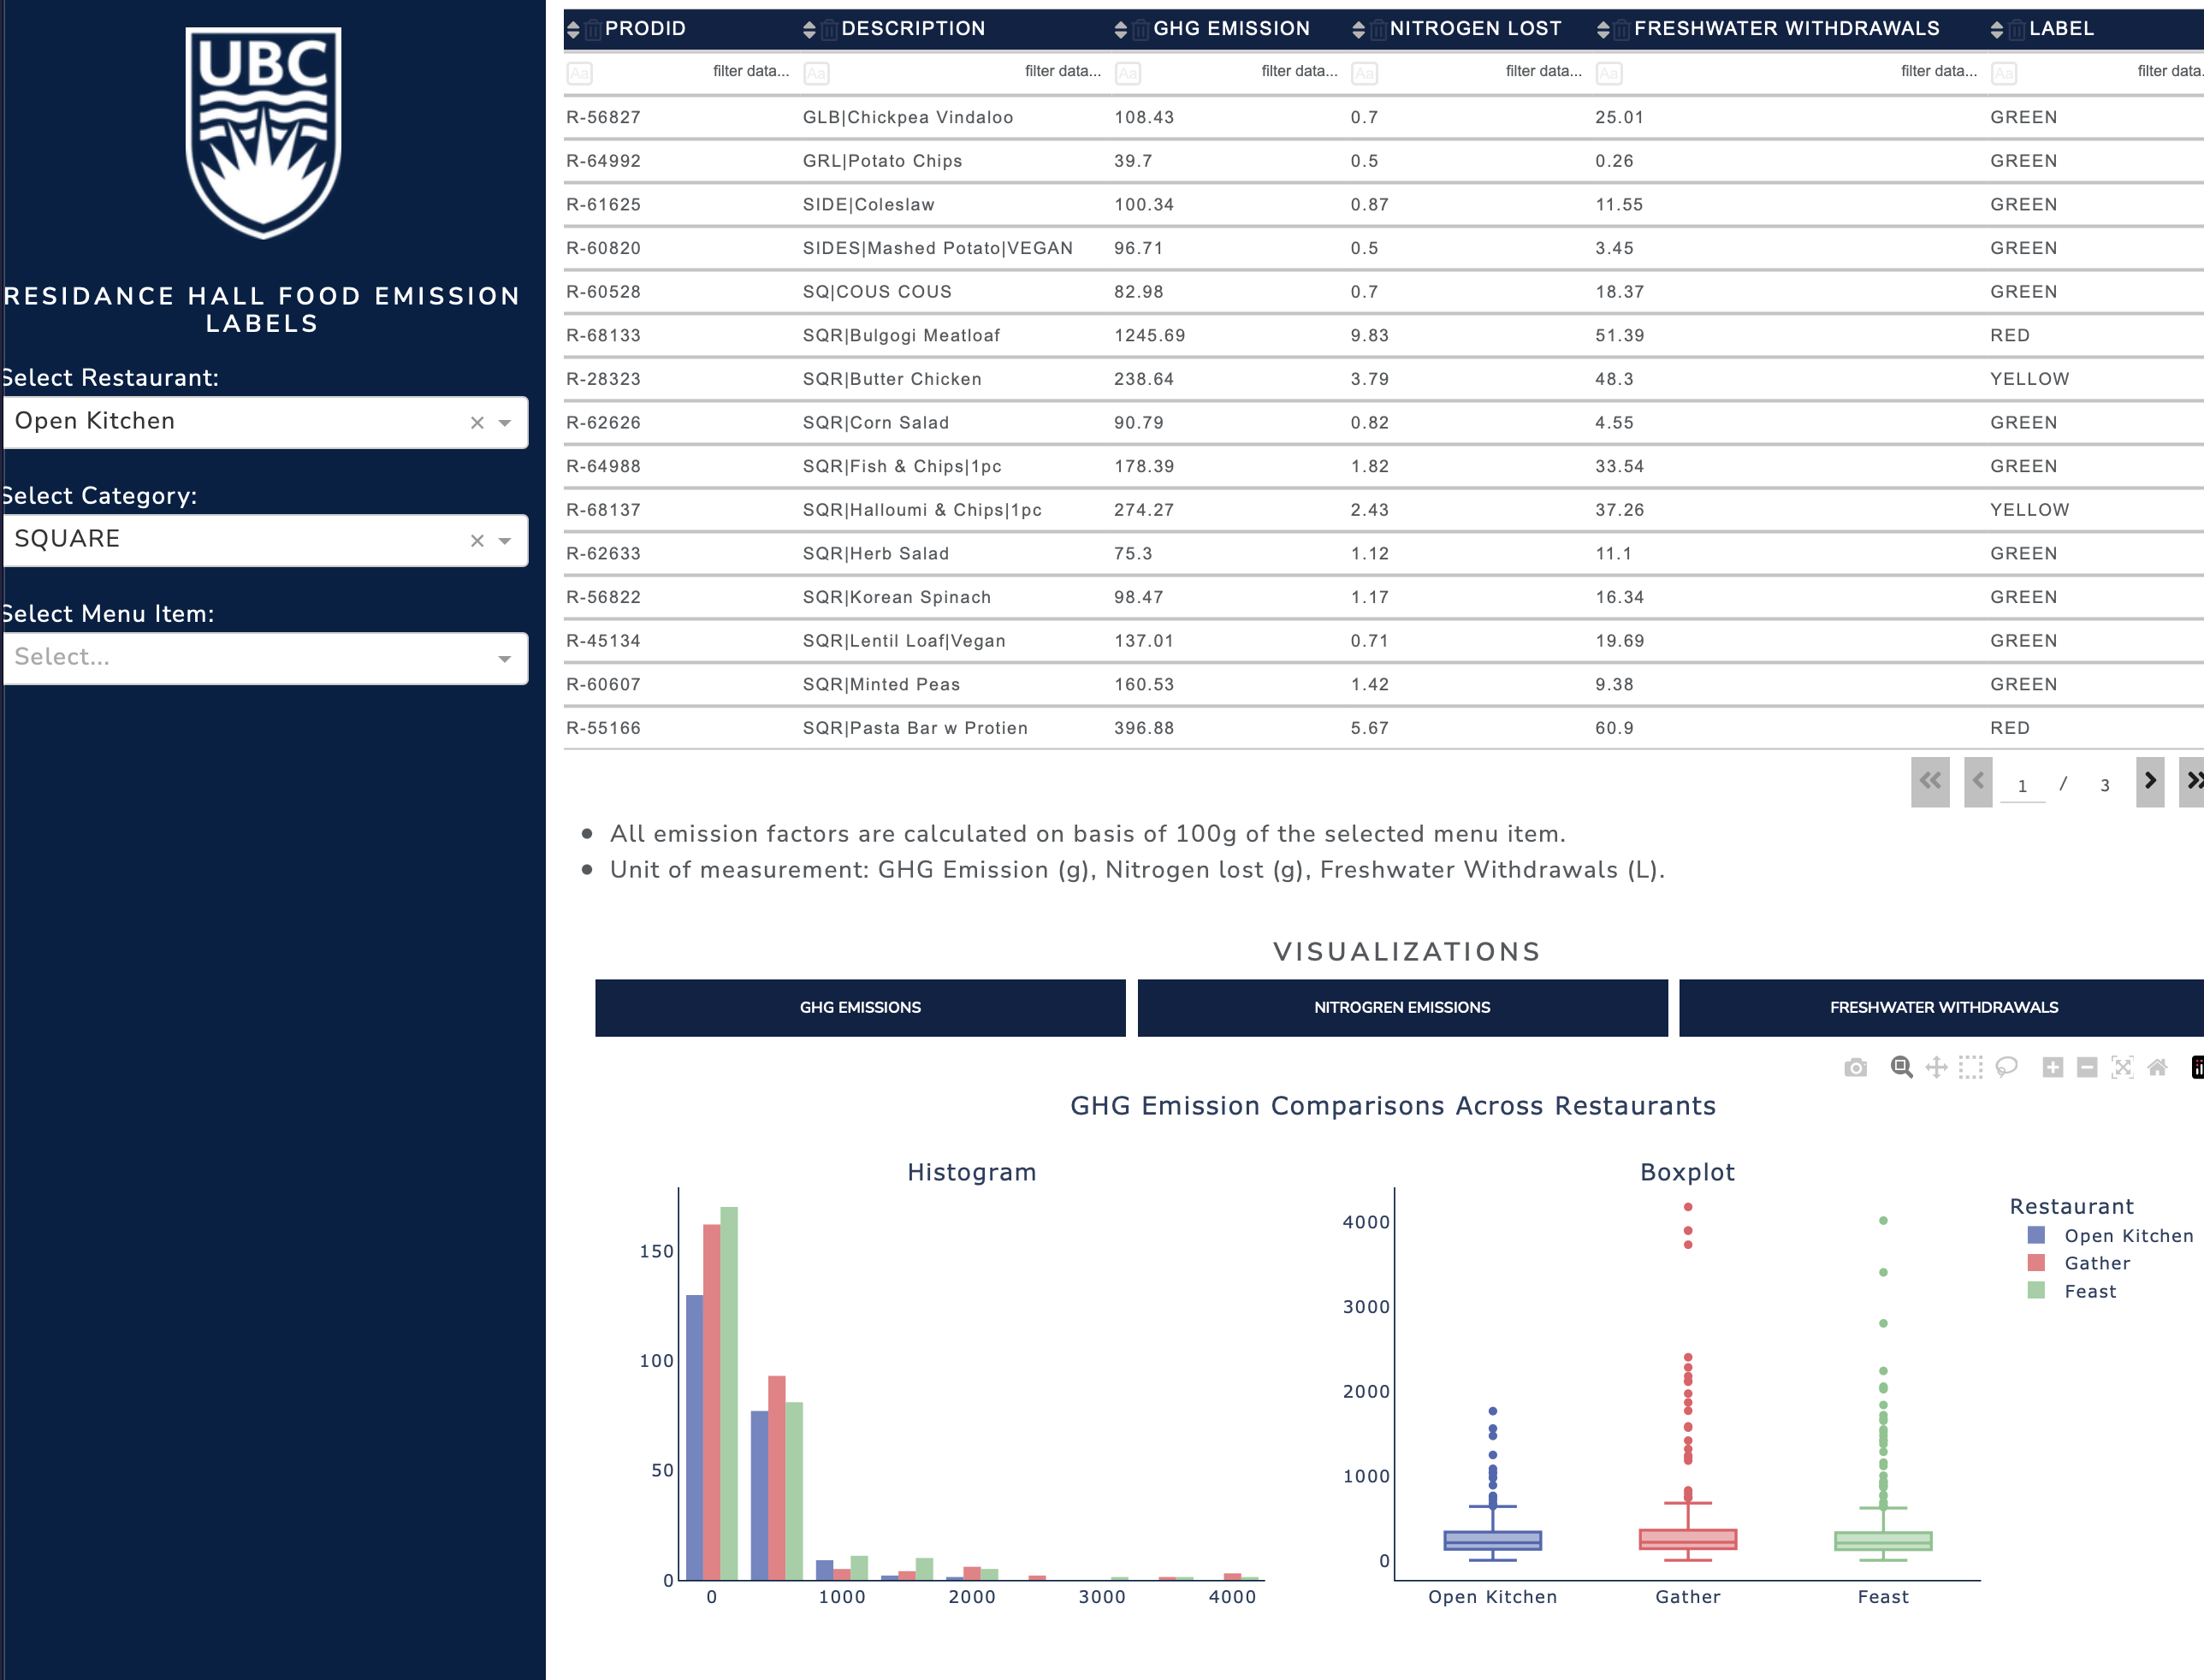 UBC
RESIDANCE HALL FOOD EMISSION
LABELS
Select Restaurant:
Open Kitchen
Select Category:
SQUARE
Select Menu Item:
Select...
PRODID DESCRIPTION GHG EMISSION NITROGEN LOST FRESHWATER WITHDRAWALS LABEL
Aa filter data... Aa filter data... Aa filter data... Aa filter data... Aa filter data... Aa filter data.
R-56827 GLB|Chickpea Vindaloo 108.43 0.7 25.01 GREEN
R-64992 GRL|Potato Chips 39.7 0.5 0.26 GREEN
R-61625 SIDE|Coleslaw 100.34 0.87 11.55 GREEN
R-60820 SIDES|Mashed Potato|VEGAN 96.71 0.5 3.45 GREEN
R-60528 SQ|COUS COUS 82.98 0.7 18.37 GREEN
R-68133 SQR|Bulgogi Meatloaf 1245.69 9.83 51.39 RED
R-28323 SQR|Butter Chicken 238.64 3.79 48.3 YELLOW
R-62626 SQR|Corn Salad 90.79 0.82 4.55 GREEN
R-64988 SQR|Fish & Chips|1pc 178.39 1.82 33.54 GREEN
R-68137 SQR|Halloumi & Chips|1pc 274.27 2.43 37.26 YELLOW
R-62633 SQR|Herb Salad 75.3 1.12 11.1 GREEN
R-56822 SQR|Korean Spinach 98.47 1.17 16.34 GREEN
R-45134 SQR|Lentil Loaf|Vegan 137.01 0.71 19.69 GREEN
R-60607 SQR|Minted Peas 160.53 1.42 9.38 GREEN
R-55166 SQR|Pasta Bar w Protien 396.88 5.67 60.9 RED
1 / 3
• All emission factors are calculated on basis of 100g of the selected menu item.
• Unit of measurement: GHG Emission (g), Nitrogen lost (g), Freshwater Withdrawals (L).
VISUALIZATIONS
GHG EMISSIONS NITROGREN EMISSIONS FRESHWATER WITHDRAWALS
GHG Emission Comparisons Across Restaurants
Histogram
150
100
50
0
0 1000 2000 3000 4000
Boxplot
4000
3000
2000
1000
0
Open Kitchen Gather Feast
Restaurant
Open Kitchen
Gather
Feast